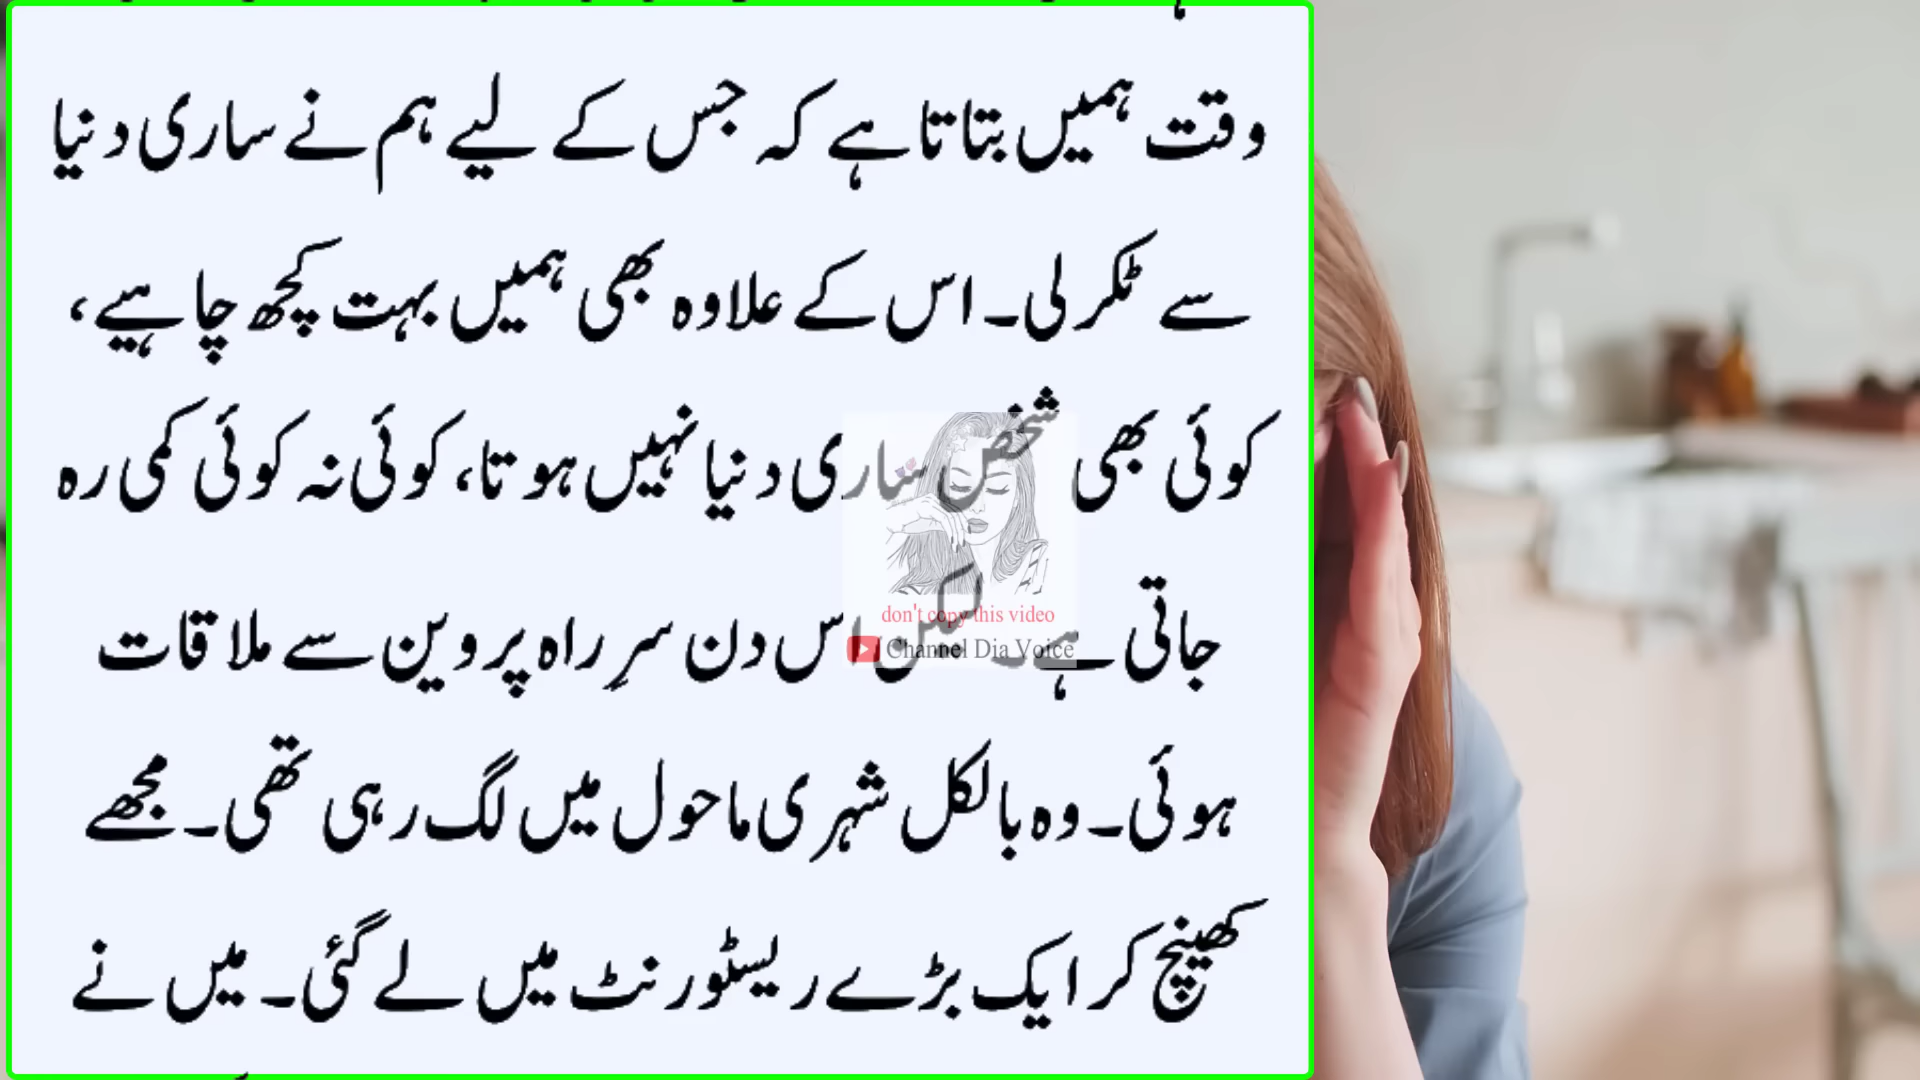 وقت ہمیں بتاتا ہے کہ جس کے لیے ہم نے ساری دنیا
سے ٹکر لی۔ اس کے علاوہ بھی ہمیں بہت کچھ چاہیے،
کوئی بھی شخص ساری دنیا نہیں ہوتا، کوئی نہ کوئی کمی رہ
جاتی ہے۔ لیکن اس دن سرِ راہ پروین سے ملاقات
ہوئی۔ وہ بالکل شہری ماحول میں لگ رہی تھی۔ مجھے
کھینچ کر ایک بڑے ریسٹورنٹ میں لے گئی۔ میں نے
don't copy this video
Channel Dia Voice